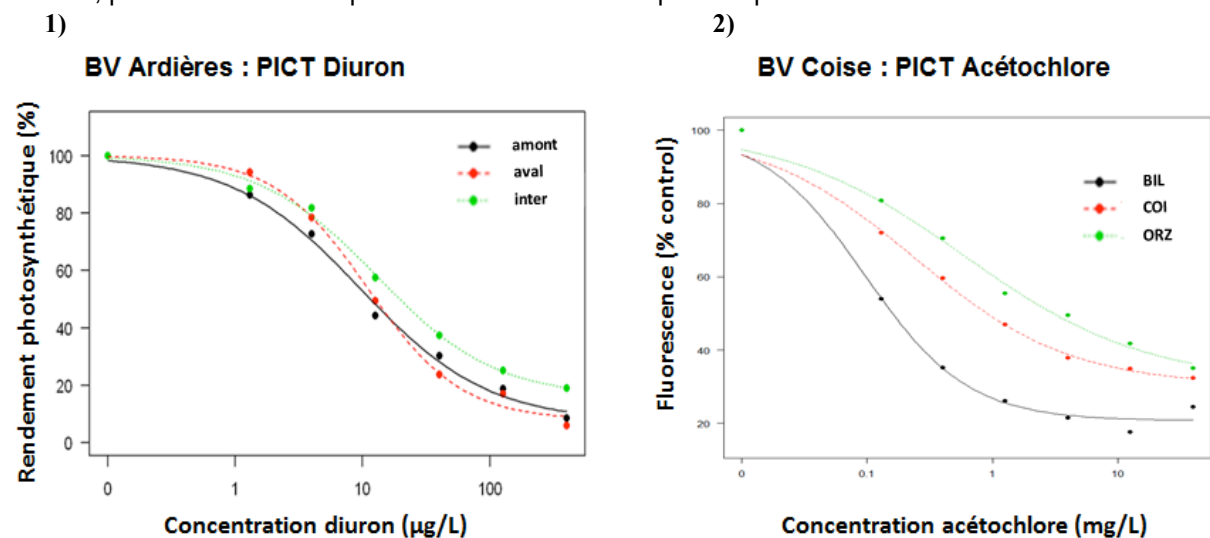 1)
2)
BV Ardières : PICT Diuron
BV Coise : PICT Acétochlore
Rendement photosynthétique (%)
100
80
60
40
20
0
amont
aval
inter
0
1
10
100
Concentration diuron (µg/L)
Fluorescence (% control)
100
80
60
40
20
BIL
COI
ORZ
0
0.1
1
10
Concentration acétochlore (mg/L)